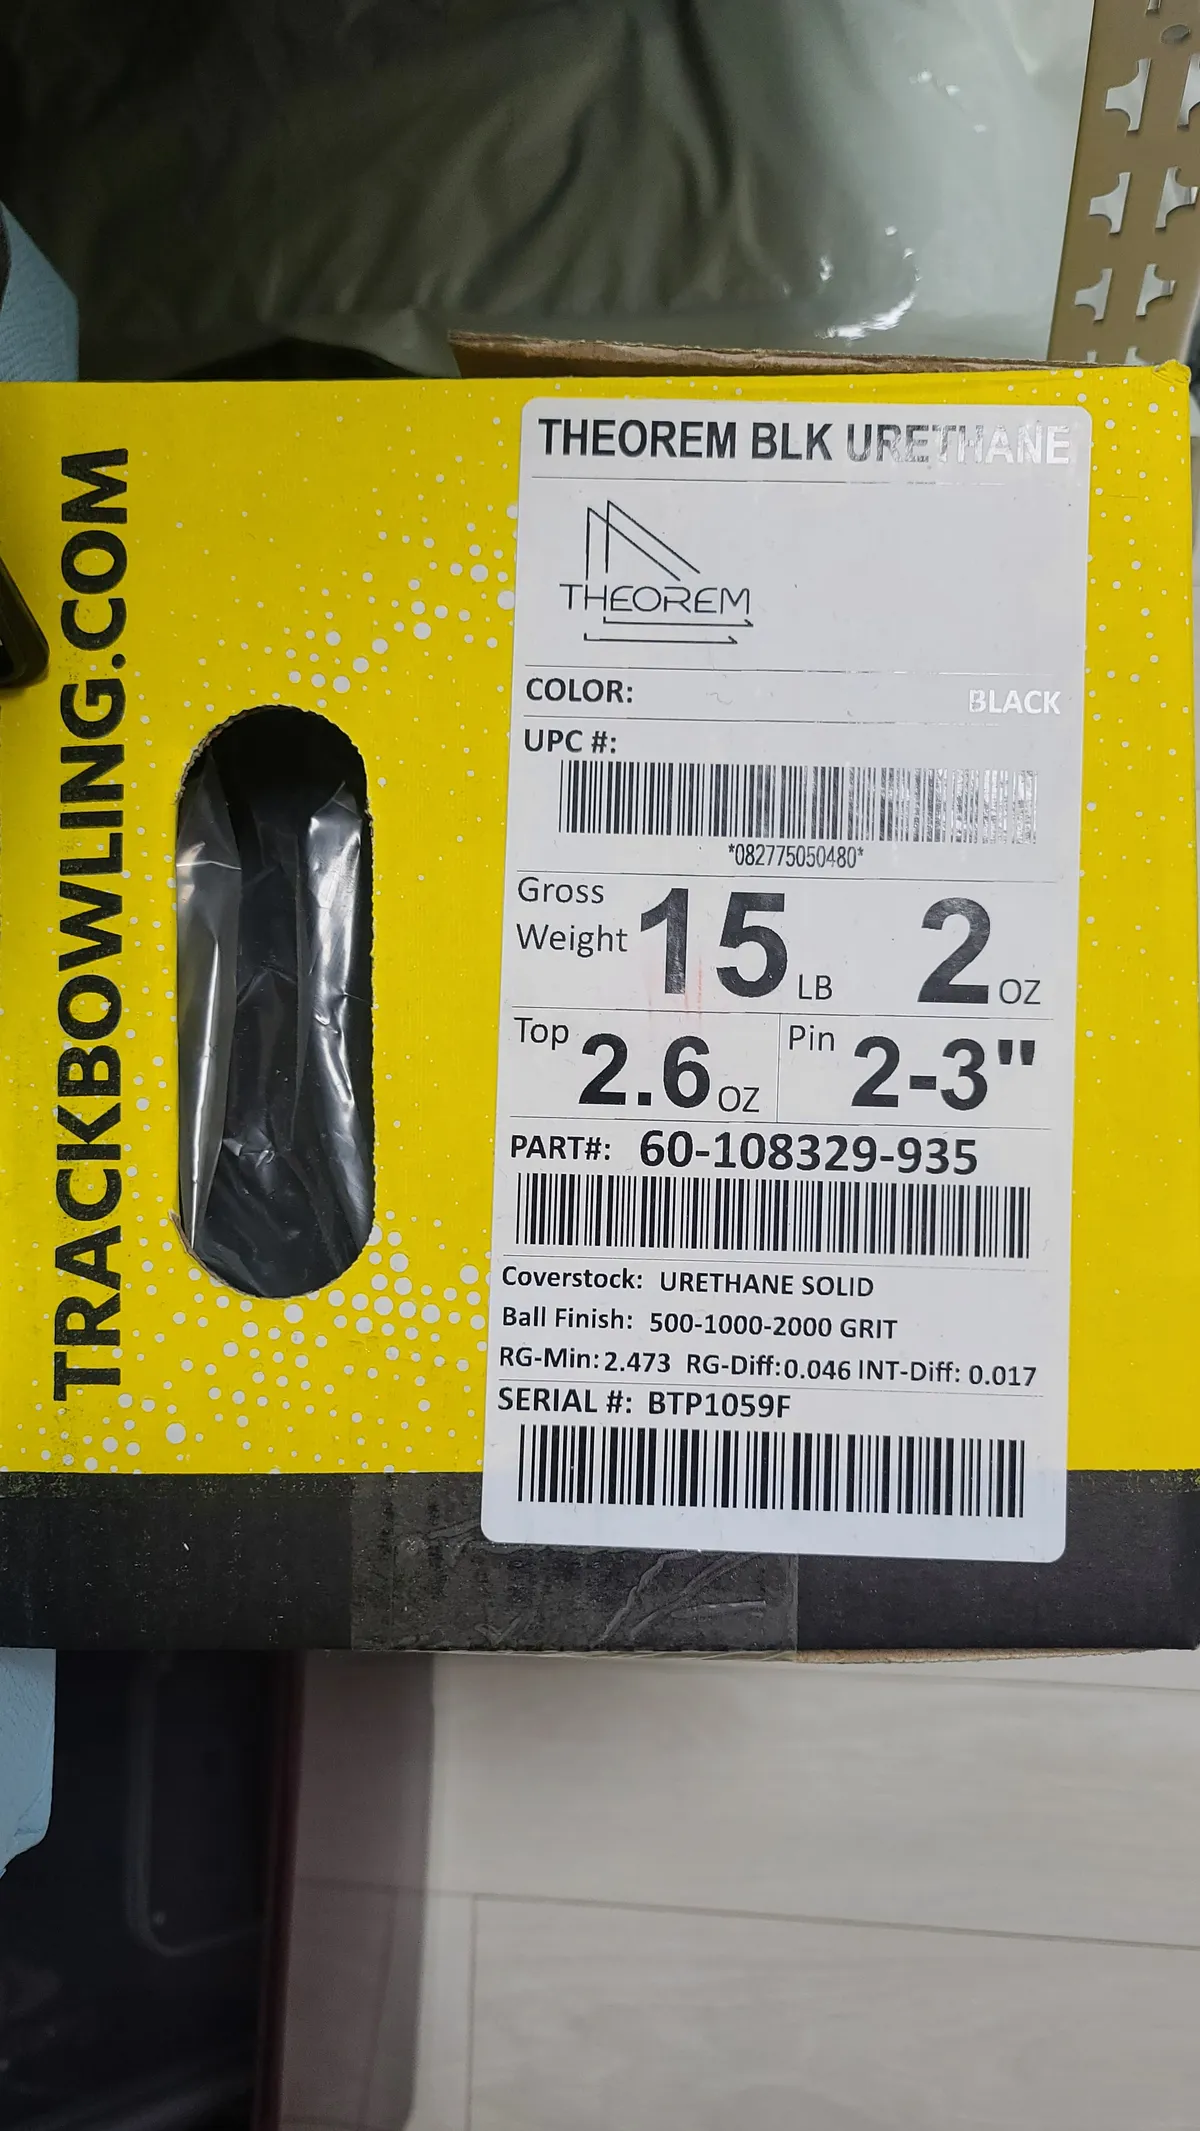 TRACKBOWLING.COM
THEOREM BLK URETHANE
THEOREM
COLOR: BLACK
UPC #:
*082775050480*
Gross Weight 15 LB 2 OZ
Top 2.6 OZ Pin 2-3"
PART#: 60-108329-935
Coverstock: URETHANE SOLID
Ball Finish: 500-1000-2000 GRIT
RG-Min: 2.473 RG-Diff: 0.046 INT-Diff: 0.017
SERIAL #: BTP1059F